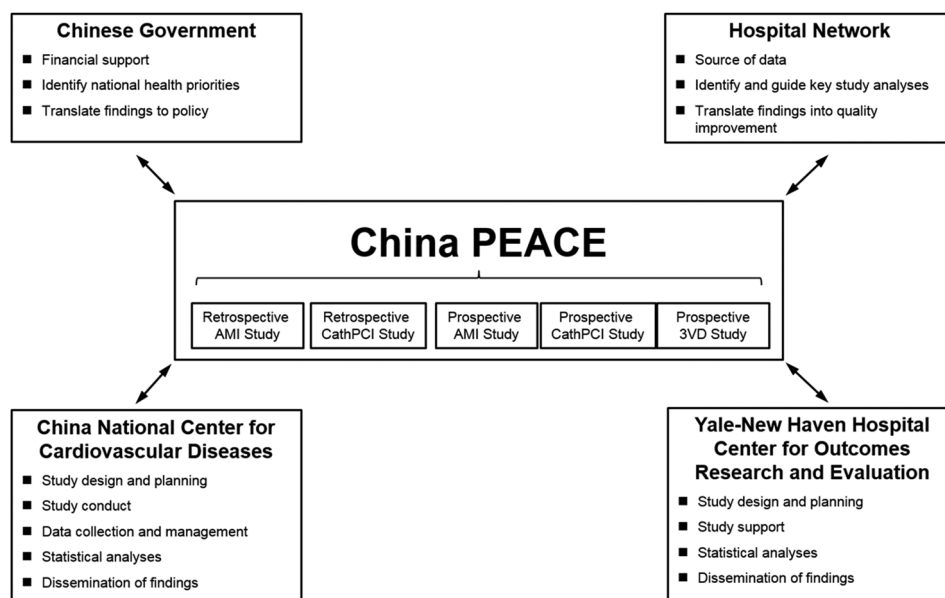 Chinese Government
■ Financial support
■ Identify national health priorities
■ Translate findings to policy
Hospital Network
■ Source of data
■ Identify and guide key study analyses
■ Translate findings into quality
improvement
China PEACE
Retrospective
AMI Study
Retrospective
CathPCI Study
Prospective
AMI Study
Prospective
CathPCI Study
Prospective
3VD Study
China National Center for
Cardiovascular Diseases
■ Study design and planning
■ Study conduct
■ Data collection and management
■ Statistical analyses
■ Dissemination of findings
Yale-New Haven Hospital
Center for Outcomes
Research and Evaluation
■ Study design and planning
■ Study support
■ Statistical analyses
■ Dissemination of findings